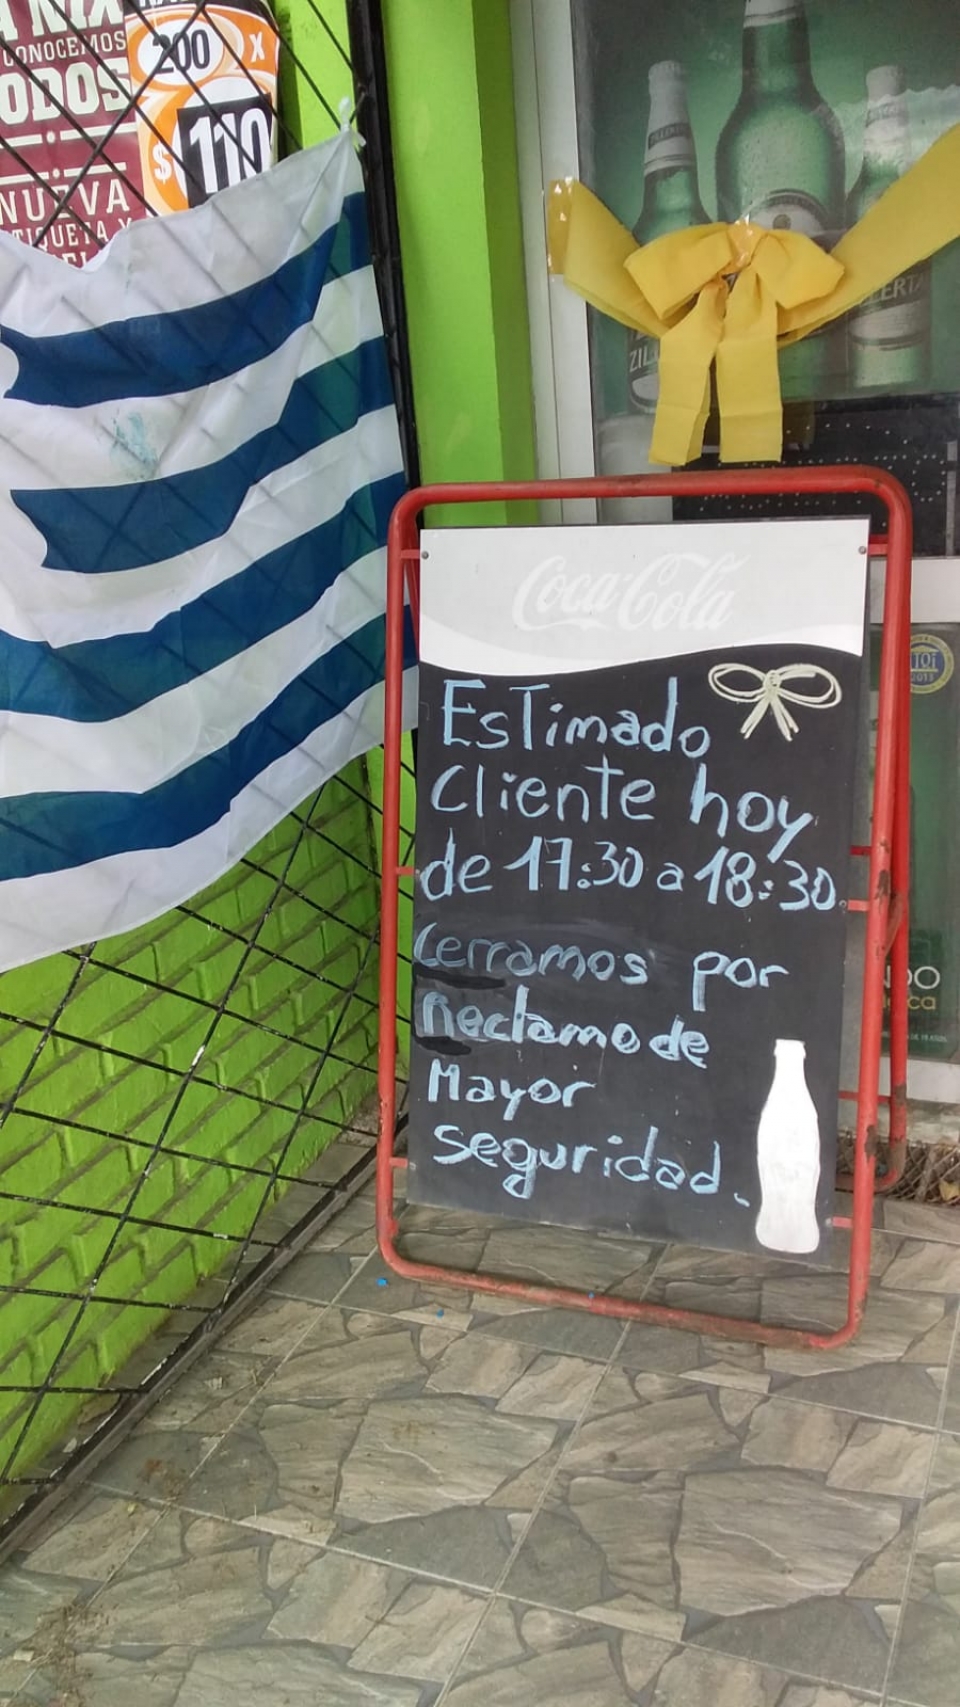 CONOCEMOS
ODOS
NUEVA
200 X
$110
Coca-Cola
Estimado
Cliente hoy
de 17:30 a 18:30.
Cerramos por
Reclamo de
Mayor
seguridad.